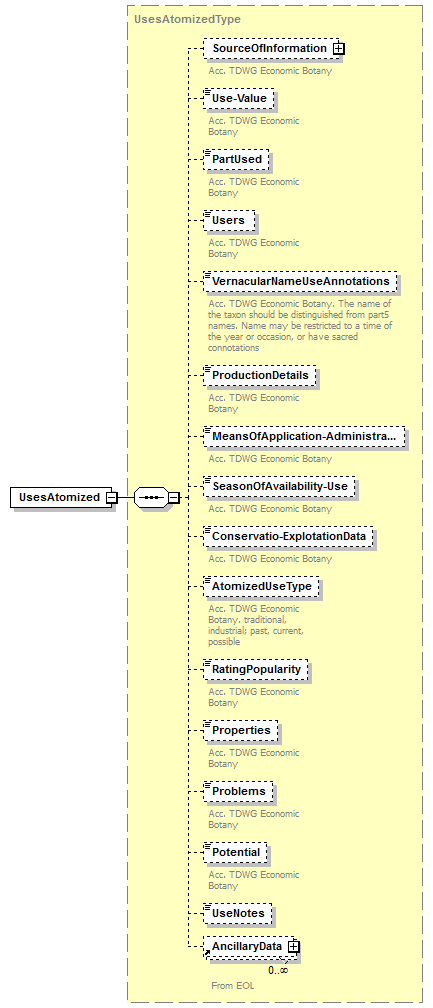 UsesAtomizedType
SourceOfInformation
Acc. TDWG Economic Botany
Use-Value
Acc. TDWG Economic
Botany
PartUsed
Acc. TDWG Economic
Botany
Users
Acc. TDWG Economic
Botany
VernacularNameUseAnnotations
Acc. TDWG Economic Botany. The name of
the taxon should be distinguished from part5
names. Name may be restricted to a time of
the year or occasion, or have sacred
connotations
ProductionDetails
Acc. TDWG Economic
Botany
MeansOfApplication-Administra...
Acc. TDWG Economic Botany
UsesAtomized
SeasonOfAvailability-Use
Acc. TDWG Economic Botany
Conservatio-ExplotationData
Acc. TDWG Economic Botany
AtomizedUseType
Acc. TDWG Economic
Botany. traditional,
industrial; past, current,
possible
RatingPopularity
Acc. TDWG Economic
Botany
Properties
Acc. TDWG Economic
Botany
Problems
Acc. TDWG Economic
Botany
Potential
Acc. TDWG Economic
Botany
UseNotes
AncillaryData
0..∞
From EOL